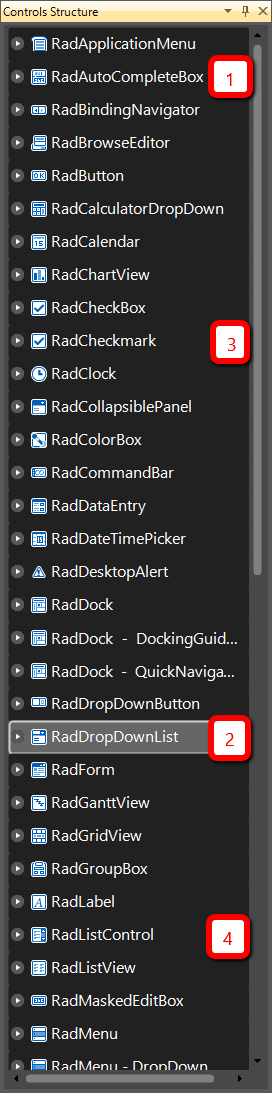 Controls Structure
RadApplicationMenu
RadAutoCompleteBox 1
RadBindingNavigator
RadBrowseEditor
RadButton
RadCalculatorDropDown
RadCalendar
RadChartView
RadCheckBox
RadCheckmark 3
RadClock
RadCollapsiblePanel
RadColorBox
RadCommandBar
RadDataEntry
RadDateTimePicker
RadDesktopAlert
RadDock
RadDock - DockingGuid...
RadDock - QuickNaviga...
RadDropDownButton
RadDropDownList 2
RadForm
RadGanttView
RadGridView
RadGroupBox
RadLabel
RadListControl 4
RadListView
RadMaskedEditBox
RadMenu
RadMenu - DropDown